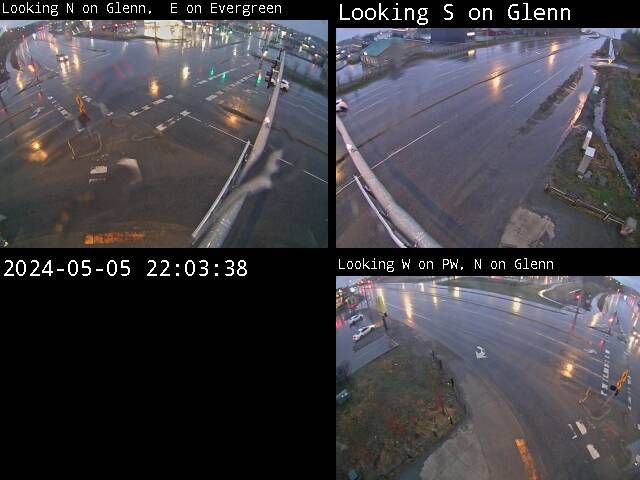 Looking N on Glenn,  E on Evergreen
Looking S on Glenn
2024-05-05 22:03:38
Looking W on PW, N on Glenn